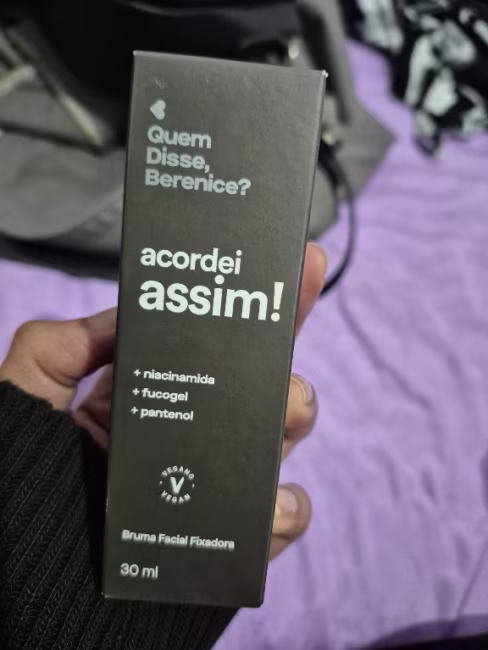 Quem
Disse,
Berenice?
acordei
assim!
+ niacinamida
+ fucogel
+ pantenol
VEGANO
V
VEGAN
Bruma Facial Fixadora
30 ml